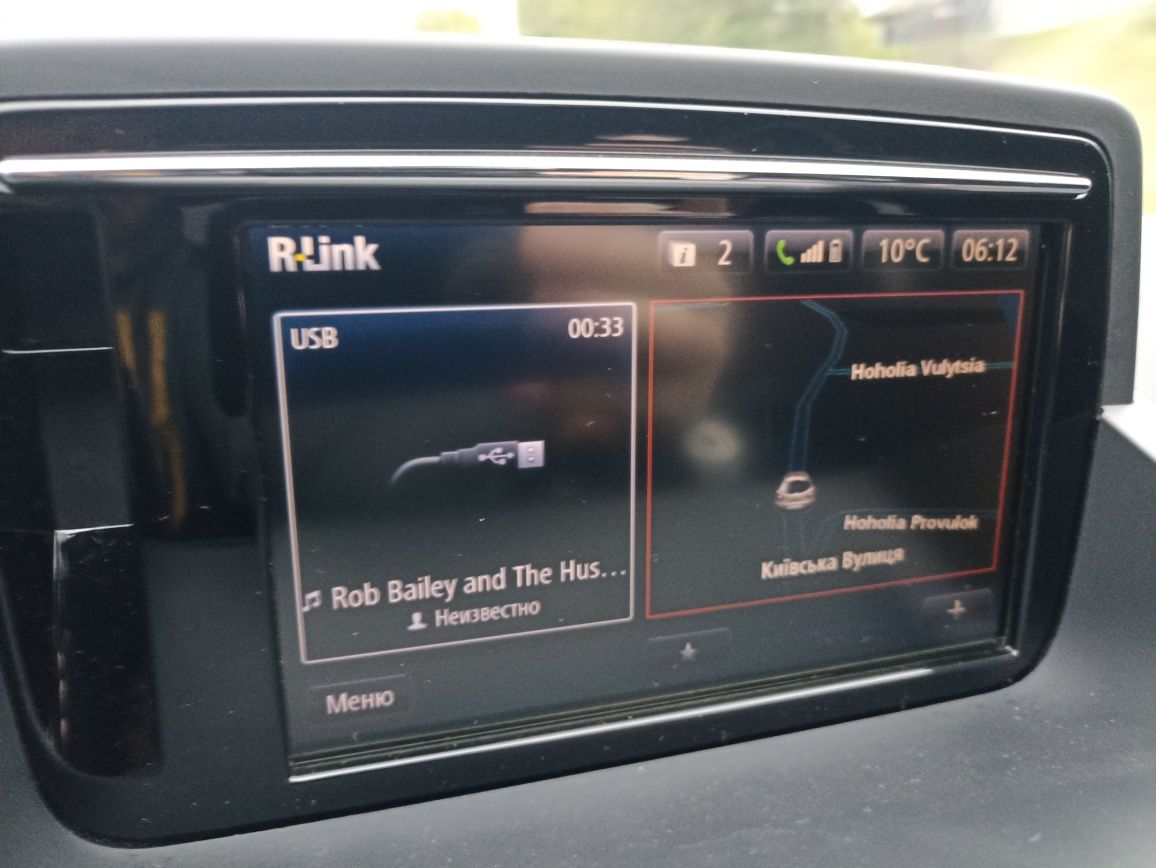 R-Link
i 2
10°C
06:12
USB
00:33
Rob Bailey and The Hus...
Неизвестно
Hoholia Vulytsia
Hoholia Provulok
Київська Вулиця
Меню